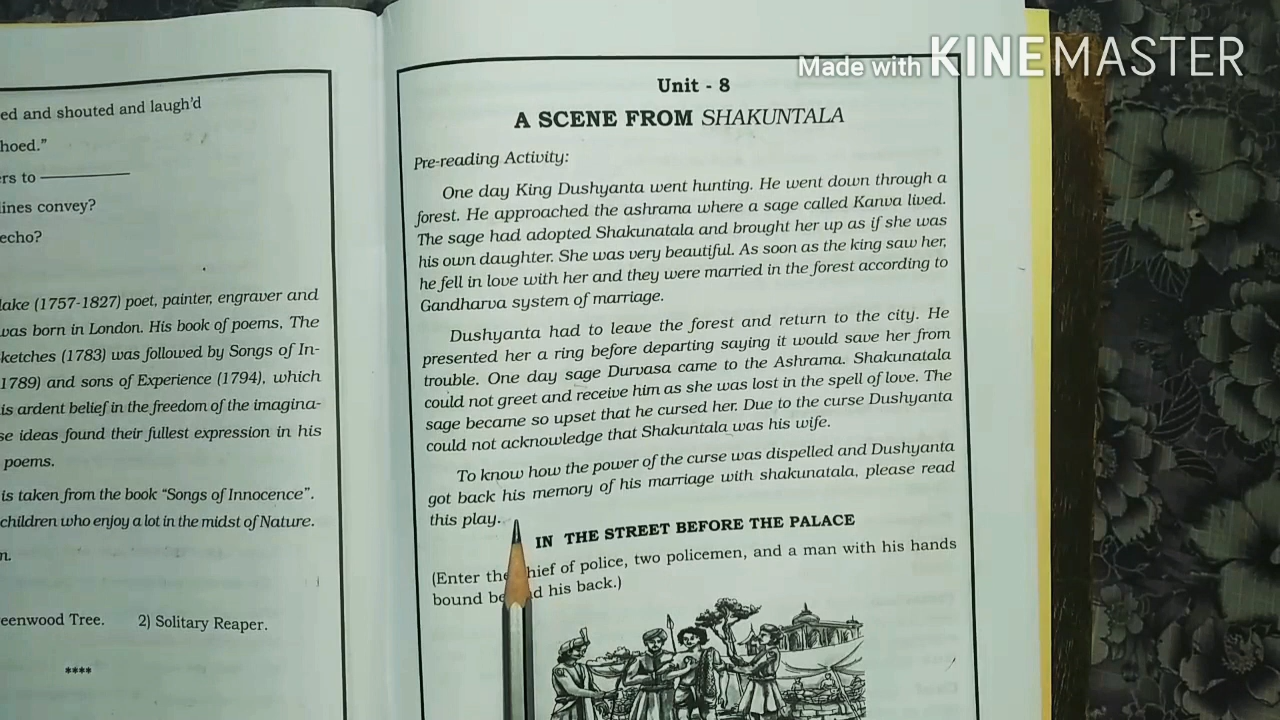 ed and shouted and laugh'd
hoed."
rs to
lines convey?
echo?
lake (1757-1827) poet, painter, engraver and
was born in London. His book of poems, The
ketches (1783) was followed by Songs of In-
1789) and sons of Experience (1794), which
is ardent belief in the freedom of the imagina-
se ideas found their fullest expression in his
poems.
is taken from the book "Songs of Innocence".
children who enjoy a lot in the midst of Nature.
n.
eenwood Tree. 2) Solitary Reaper.
****
Made with KINEMASTER
Unit - 8
A SCENE FROM SHAKUNTALA
Pre-reading Activity:
One day King Dushyanta went hunting. He went down through a
forest. He approached the ashrama where a sage called Kanva lived.
The sage had adopted Shakunatala and brought her up as if she was
his own daughter. She was very beautiful. As soon as the king saw her,
he fell in love with her and they were married in the forest according to
Gandharva system of marriage.
Dushyanta had to leave the forest and return to the city. He
presented her a ring before departing saying it would save her from
trouble. One day sage Durvasa came to the Ashrama. Shakunatala
could not greet and receive him as she was lost in the spell of love. The
sage became so upset that he cursed her. Due to the curse Dushyanta
could not acknowledge that Shakuntala was his wife.
To know how the power of the curse was dispelled and Dushyanta
got back his memory of his marriage with shakunatala, please read
this play.
IN THE STREET BEFORE THE PALACE
(Enter the hief of police, two policemen, and a man with his hands
bound be d his back.)